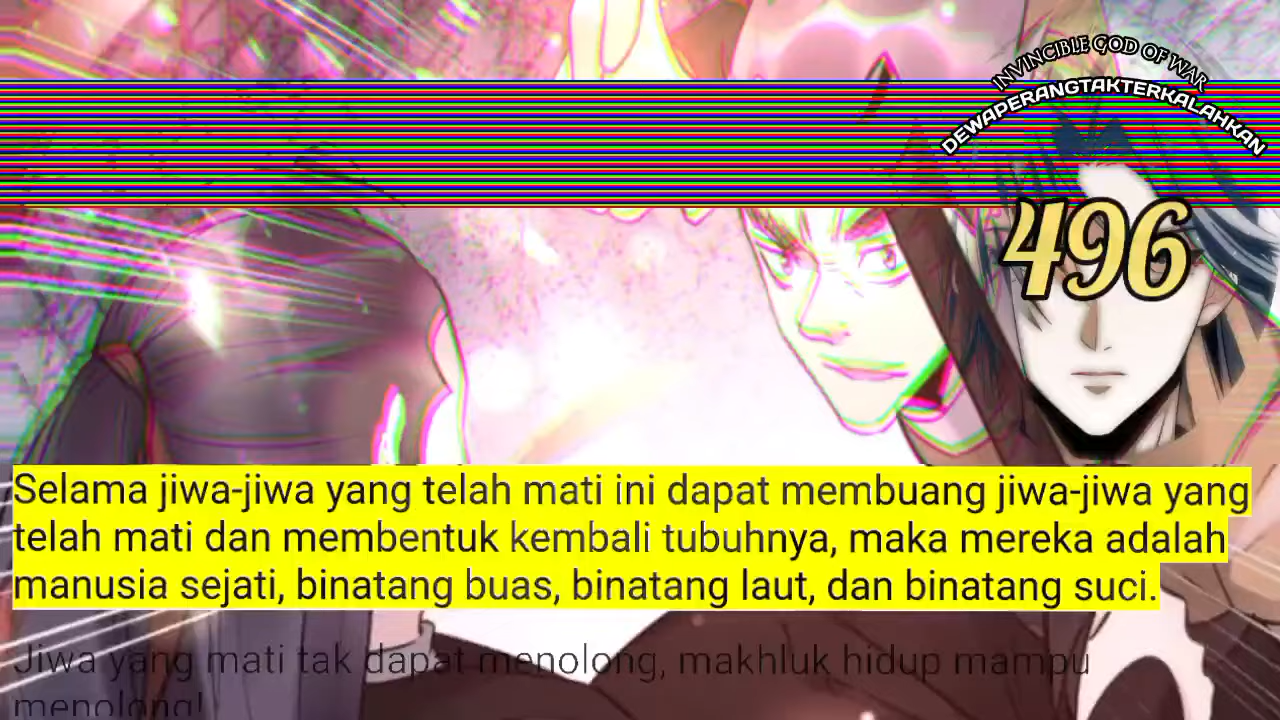 INVINCIBLE GOD OF WAR
DEWAPERANGTAKTERKALAHKAN
496
Selama jiwa-jiwa yang telah mati ini dapat membuang jiwa-jiwa yang
telah mati dan membentuk kembali tubuhnya, maka mereka adalah
manusia sejati, binatang buas, binatang laut, dan binatang suci.
Jiwa yang mati tak dapat menolong, makhluk hidup mampu
menolong!